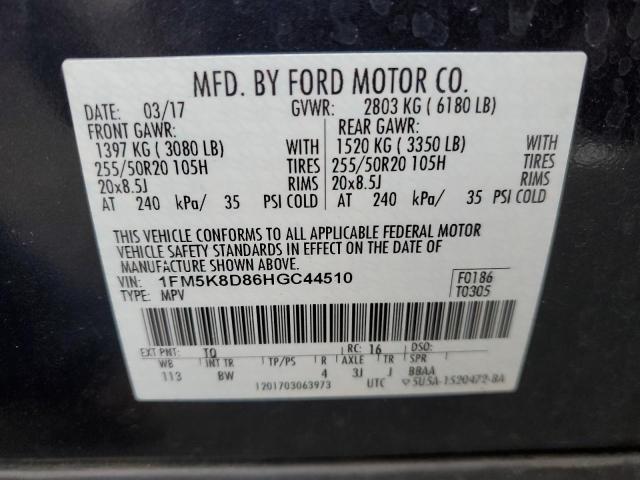 MFD. BY FORD MOTOR CO.
DATE: 03/17 GVWR: 2803 KG ( 6180 LB)
FRONT GAWR: REAR GAWR:
1397 KG ( 3080 LB) WITH 1520 KG ( 3350 LB) WITH
255/50R20 105H TIRES 255/50R20 105H TIRES
20x8.5J RIMS 20x8.5J RIMS
AT 240 kPa/ 35 PSI COLD AT 240 kPa/ 35 PSI COLD
THIS VEHICLE CONFORMS TO ALL APPLICABLE FEDERAL MOTOR
VEHICLE SAFETY STANDARDS IN EFFECT ON THE DATE OF
MANUFACTURE SHOWN ABOVE.
VIN: 1FM5K8D86HGC44510 F0186
TYPE: MPV T0305
EXT PNT: TQ RC: 16 DSO:
WB INT TR TP/PS R AXLE TR SPR
113 BW 4 3J J BBAA
1201703063973 UTC 5U5A-1520472-BA